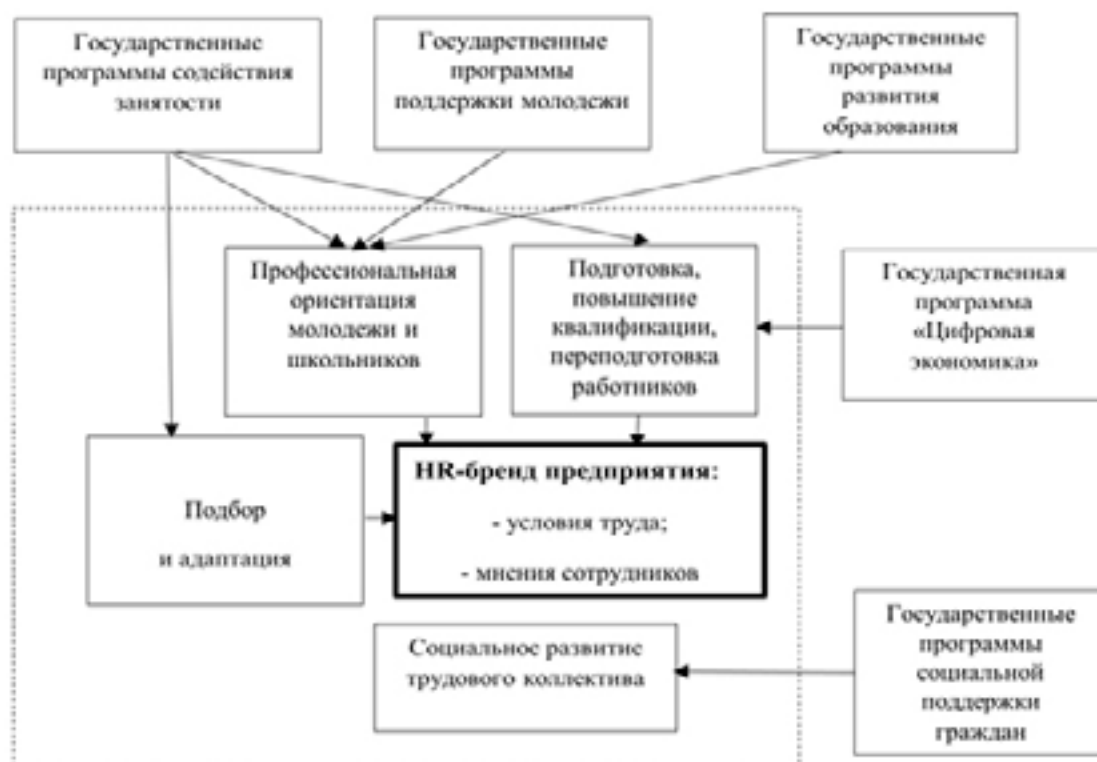 Государственные
программы содействия
занятости
Государственные
программы
поддержки молодежи
Государственные
программы
развития
образования
Профессиональная
ориентация
молодежи и
школьников
Подготовка,
повышение
квалификации,
переподготовка
работников
Государственная
программа
«Цифровая
экономика»
Подбор
и адаптация
HR-бренд предприятия:
- условия труда;
- мнения сотрудников
Социальное развитие
трудового коллектива
Государственные
программы
социальной
поддержки
граждан